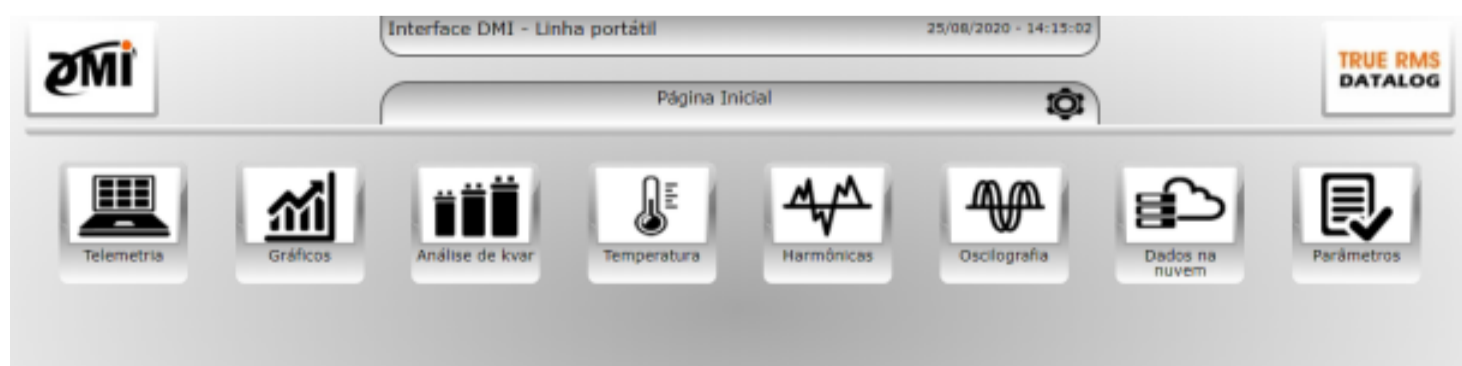 DMI
Interface DMI - Linha portátil
25/08/2020 - 14:15:02
TRUE RMS
DATALOG
Página Inicial
Telemetria
Gráficos
Análise de kvar
Temperatura
Harmônicas
Oscilografia
Dados na
nuvem
Parâmetros